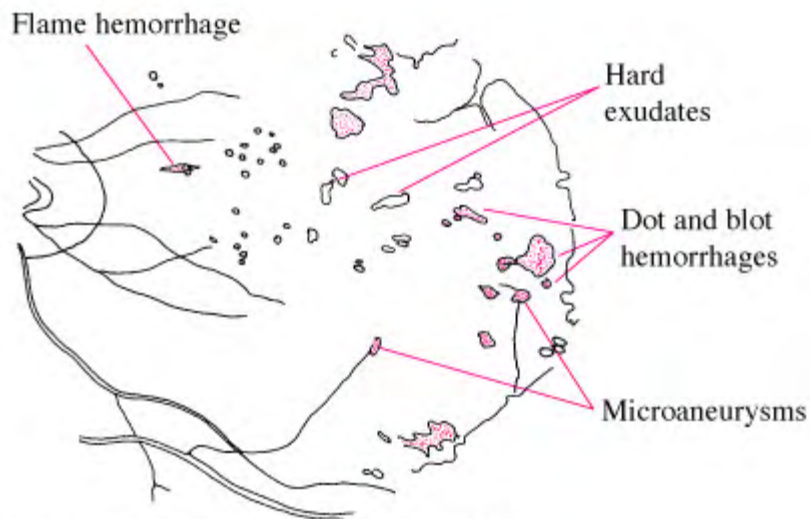 Flame hemorrhage
Hard
exudates
Dot and blot
hemorrhages
Microaneurysms